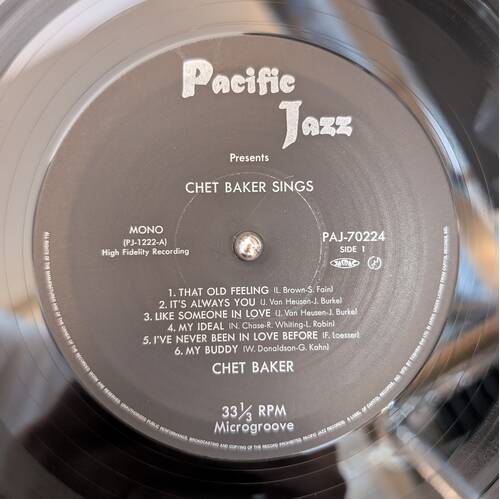 Pacific
Jazz
Presents
CHET BAKER SINGS
MONO
(PJ-1222-A)
High Fidelity Recording
PAJ-70224
SIDE 1
1. THAT OLD FEELING (L. Brown-S. Fain)
2. IT'S ALWAYS YOU (J. Van Heusen-J. Burke)
3. LIKE SOMEONE IN LOVE (J. Van Heusen-J. Burke)
4. MY IDEAL (N. Chase-R. Whiting-L. Robin)
5. I'VE NEVER BEEN IN LOVE BEFORE (F. Loesser)
6. MY BUDDY (W. Donaldson-G. Kahn)
CHET BAKER
33 1/3 RPM
Microgroove